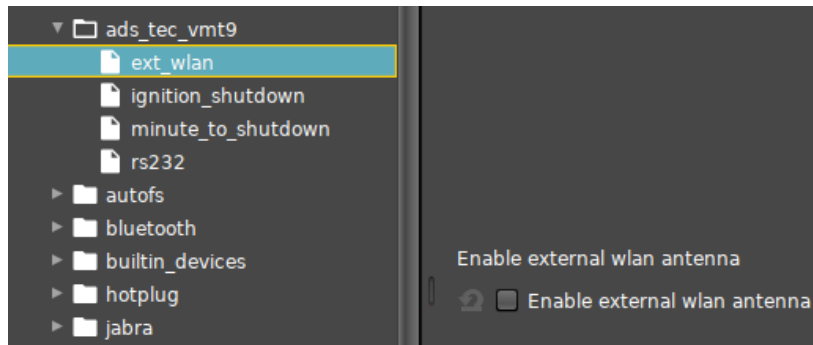 ads_tec_vmt9
ext_wlan
ignition_shutdown
minute_to_shutdown
rs232
autofs
bluetooth
builtin_devices
hotplug
jabra
Enable external wlan antenna
Enable external wlan antenna